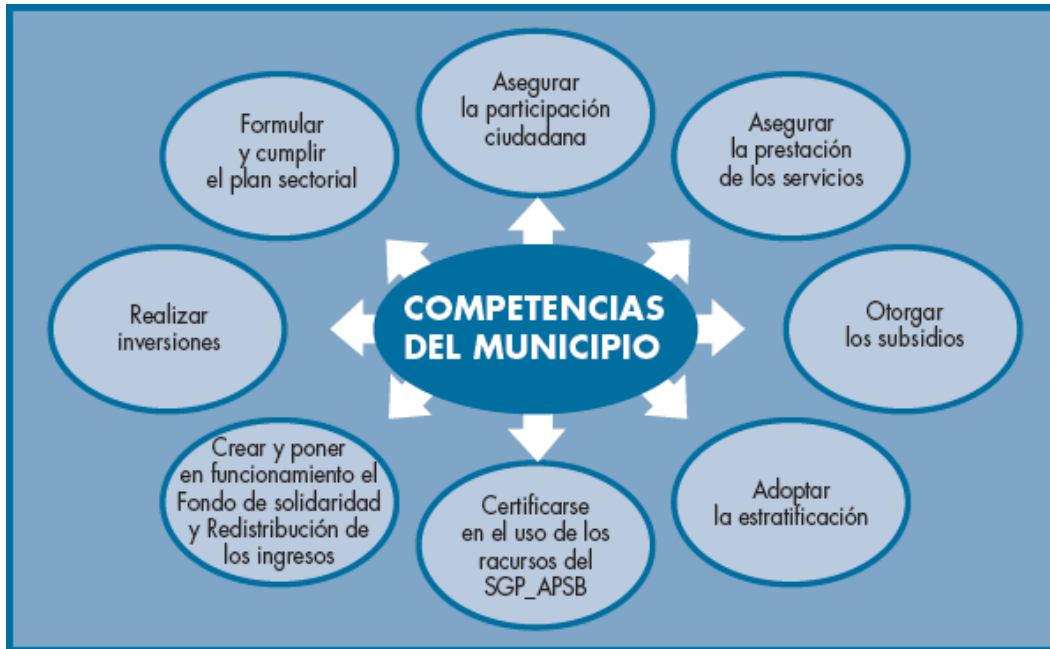 Asegurar
la participación
ciudadana
Formular
y cumplir
el plan sectorial
Asegurar
la prestación
de los servicios
Realizar
inversiones
COMPETENCIAS
DEL MUNICIPIO
Otorgar
los subsidios
Crear y poner
en funcionamiento el
Fondo de solidaridad
y Redistribución de
los ingresos
Certificarse
en el uso de los
racursos del
SGP_APSB
Adoptar
la estratificación